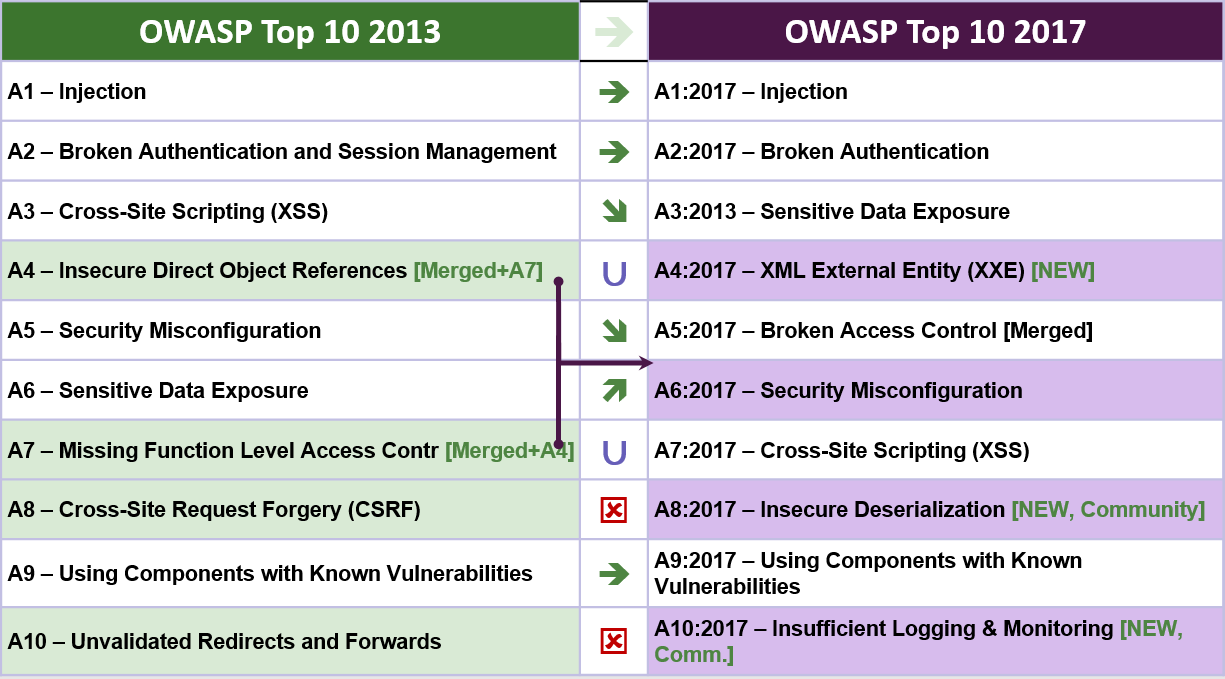 OWASP Top 10 2013
OWASP Top 10 2017
A1 – Injection
A1:2017 – Injection
A2 – Broken Authentication and Session Management
A2:2017 – Broken Authentication
A3 – Cross-Site Scripting (XSS)
A3:2013 – Sensitive Data Exposure
A4 – Insecure Direct Object References [Merged+A7]
U
A4:2017 – XML External Entity (XXE) [NEW]
A5 – Security Misconfiguration
A5:2017 – Broken Access Control [Merged]
A6 – Sensitive Data Exposure
A6:2017 – Security Misconfiguration
A7 – Missing Function Level Access Contr [Merged+A4]
U
A7:2017 – Cross-Site Scripting (XSS)
A8 – Cross-Site Request Forgery (CSRF)
A8:2017 – Insecure Deserialization [NEW, Community]
A9 – Using Components with Known Vulnerabilities
A9:2017 – Using Components with Known
Vulnerabilities
A10 – Unvalidated Redirects and Forwards
A10:2017 – Insufficient Logging & Monitoring [NEW,
Comm.]